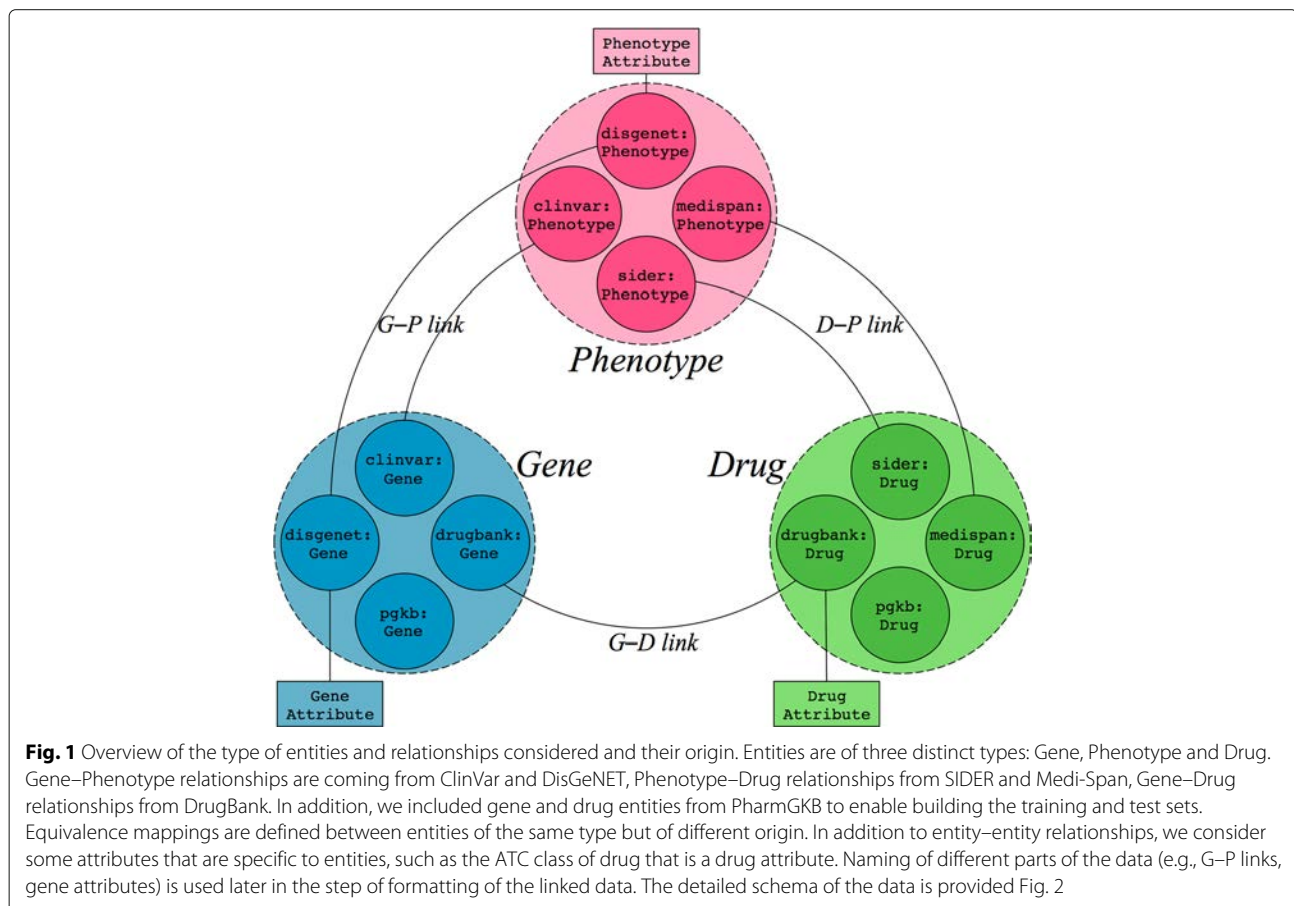 Phenotype
Attribute
disgenet:
Phenotype
clinvar:
Phenotype
medispan:
Phenotype
sider:
Phenotype
G–P link
D–P link
Phenotype
clinvar:
Gene
Gene
disgenet:
Gene
drugbank:
Gene
pgkb:
Gene
Drug
sider:
Drug
drugbank:
Drug
medispan:
Drug
pgkb:
Drug
G–D link
Gene
Attribute
Drug
Attribute
Fig. 1 Overview of the type of entities and relationships considered and their origin. Entities are of three distinct types: Gene, Phenotype and Drug.
Gene–Phenotype relationships are coming from ClinVar and DisGeNET, Phenotype–Drug relationships from SIDER and Medi-Span, Gene–Drug
relationships from DrugBank. In addition, we included gene and drug entities from PharmGKB to enable building the training and test sets.
Equivalence mappings are defined between entities of the same type but of different origin. In addition to entity–entity relationships, we consider
some attributes that are specific to entities, such as the ATC class of drug that is a drug attribute. Naming of different parts of the data (e.g., G–P links,
gene attributes) is used later in the step of formatting of the linked data. The detailed schema of the data is provided Fig. 2